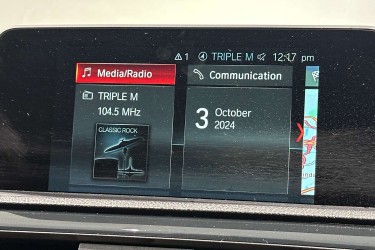 1 TRIPLE M 12:17 pm
Media/Radio
TRIPLE M
104.5 MHz
CLASSIC ROCK
Communication
3 October
2024